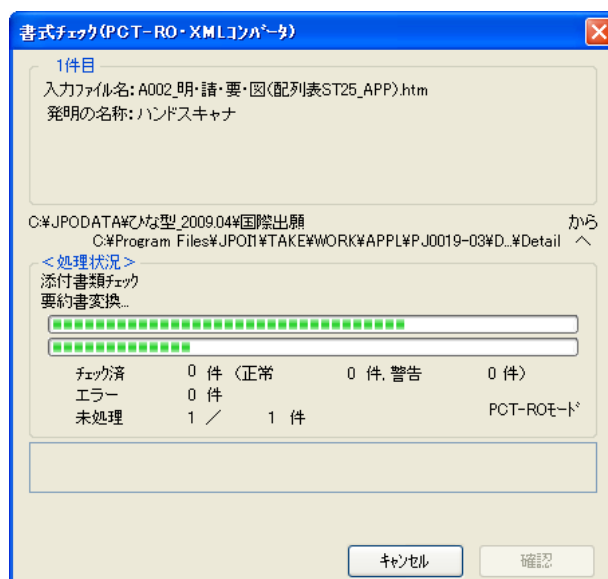 書式チェック(PCT-RO・XMLコンバータ)
1件目
入力ファイル名: A002_明・請・要・図(配列表ST25_APP).htm
発明の名称: ハンドスキャナ
C:¥JPODATA¥ひな型_2009.04¥国際出願 から
C:¥Program Files¥JPOI1¥TAKE¥WORK¥APPL¥PJ0019-03¥D...¥Detail へ
<処理状況>
添付書類チェック
要約書変換...
チェック済 0 件 (正常 0 件, 警告 0 件)
エラー 0 件
未処理 1 / 1 件
PCT-ROモード
キャンセル 確認